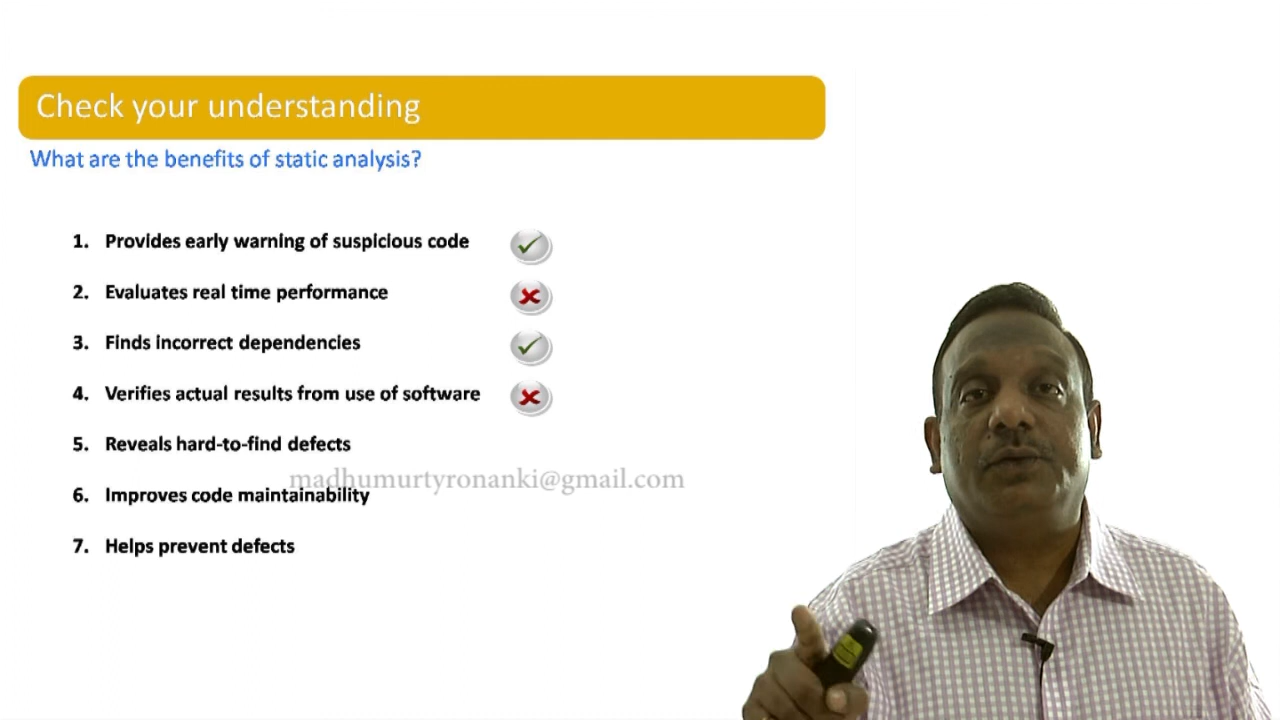 Check your understanding
What are the benefits of static analysis?
1. Provides early warning of suspicious code
2. Evaluates real time performance
3. Finds incorrect dependencies
4. Verifies actual results from use of software
5. Reveals hard-to-find defects
madhumurtyronanki@gmail.com
6. Improves code maintainability
7. Helps prevent defects